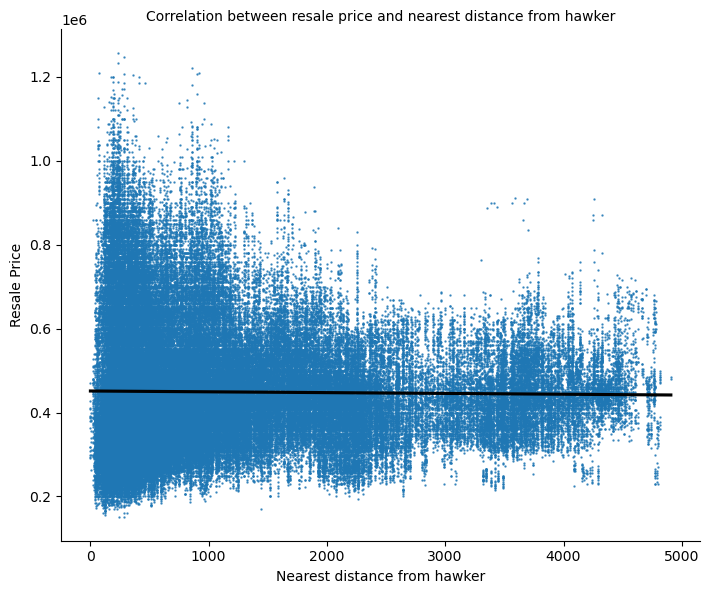 Correlation between resale price and nearest distance from hawker
1e6
1.2
1.0
0.8
0.6
0.4
0.2
Resale Price
0 1000 2000 3000 4000 5000
Nearest distance from hawker